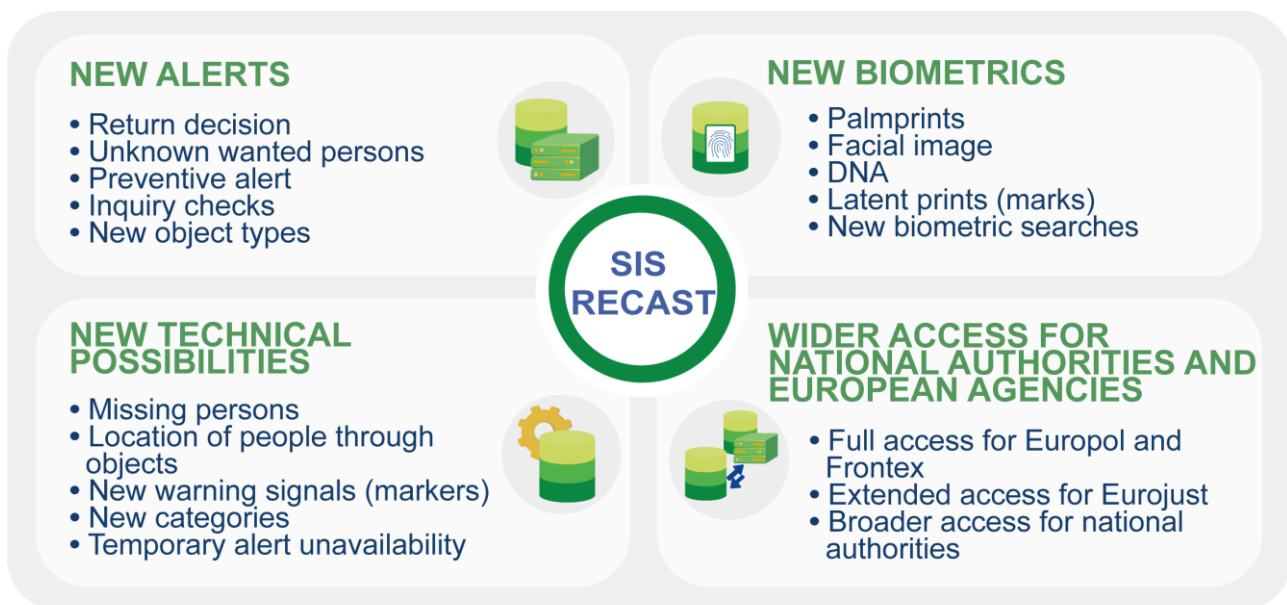 NEW ALERTS
• Return decision
• Unknown wanted persons
• Preventive alert
• Inquiry checks
• New object types
NEW BIOMETRICS
• Palmprints
• Facial image
• DNA
• Latent prints (marks)
• New biometric searches
SIS
RECAST
NEW TECHNICAL
POSSIBILITIES
• Missing persons
• Location of people through
objects
• New warning signals (markers)
• New categories
• Temporary alert unavailability
WIDER ACCESS FOR
NATIONAL AUTHORITIES AND
EUROPEAN AGENCIES
• Full access for Europol and
Frontex
• Extended access for Eurojust
• Broader access for national
authorities